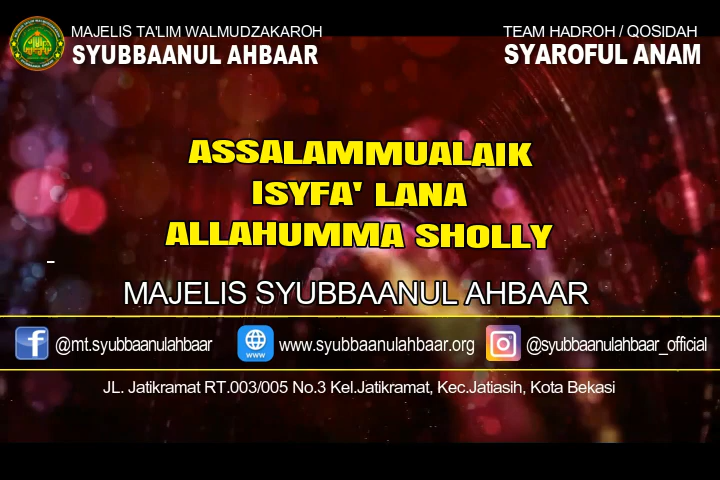 MAJELIS TA'LIM WALMUDZAKAROH
SYUBBAANUL AHBAAR
TEAM HADROH / QOSIDAH
SYAROFUL ANAM
ASSALAMMUALAIK
ISYFA' LANA
ALLAHUMMA SHOLLY
MAJELIS SYUBBAANUL AHBAAR
@mt.syubbaanulahbaar
www
www.syubbaanulahbaar.org
@syubbaanulahbaar_official
JL. Jatikramat RT.003/005 No.3 Kel.Jatikramat, Kec.Jatiasih, Kota Bekasi